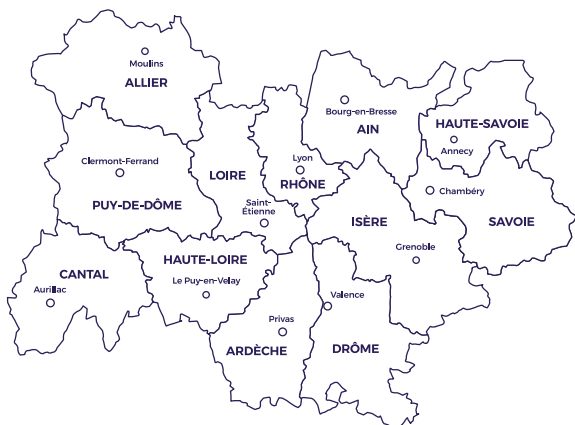 Moulins
ALLIER
Bourg-en-Bresse
AIN
HAUTE-SAVOIE
Annecy
Clermont-Ferrand
PUY-DE-DÔME
LOIRE
Saint-
Étienne
Lyon
RHÔNE
Chambéry
SAVOIE
ISÈRE
Grenoble
CANTAL
Aurillac
HAUTE-LOIRE
Le Puy-en-Velay
Privas
ARDÈCHE
Valence
DRÔME